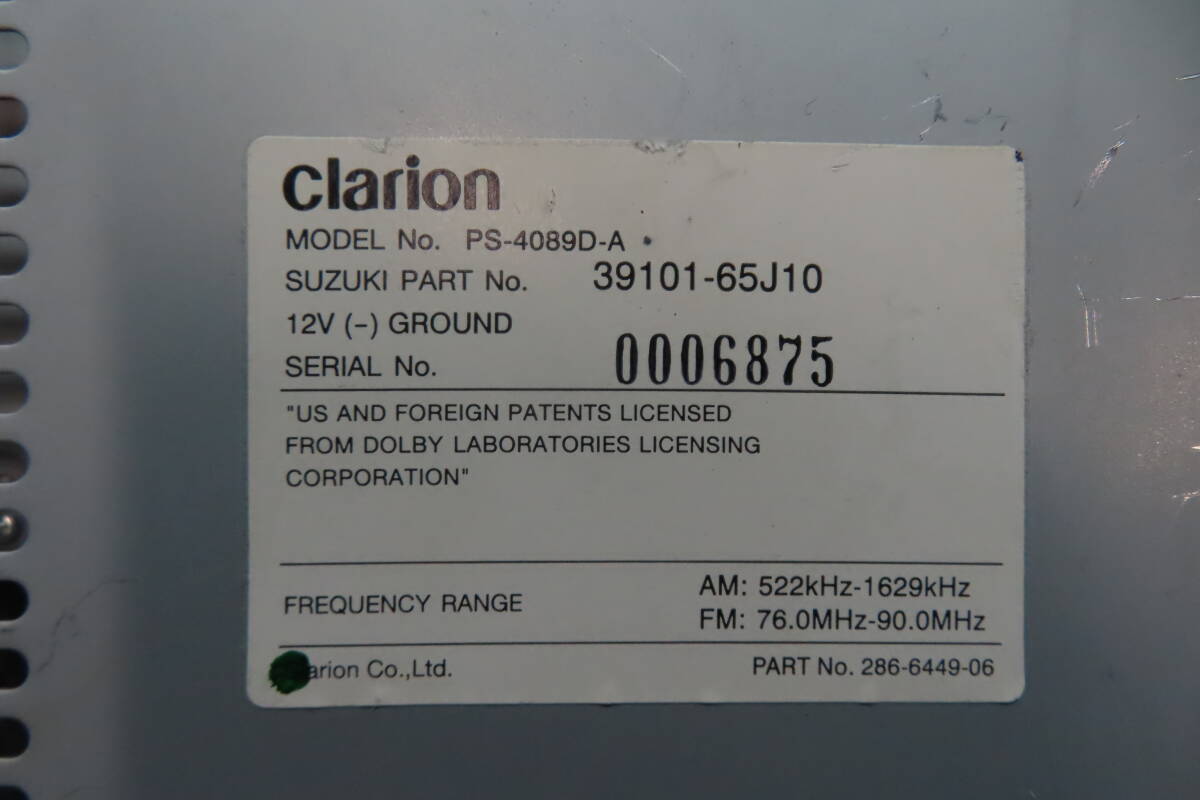 clarion
MODEL No. PS-4089D-A
SUZUKI PART No. 39101-65J10
12V (-) GROUND
SERIAL No. 0006875
"US AND FOREIGN PATENTS LICENSED
FROM DOLBY LABORATORIES LICENSING
CORPORATION"
FREQUENCY RANGE
AM: 522kHz-1629kHz
FM: 76.0MHz-90.0MHz
arion Co.,Ltd. PART No. 286-6449-06